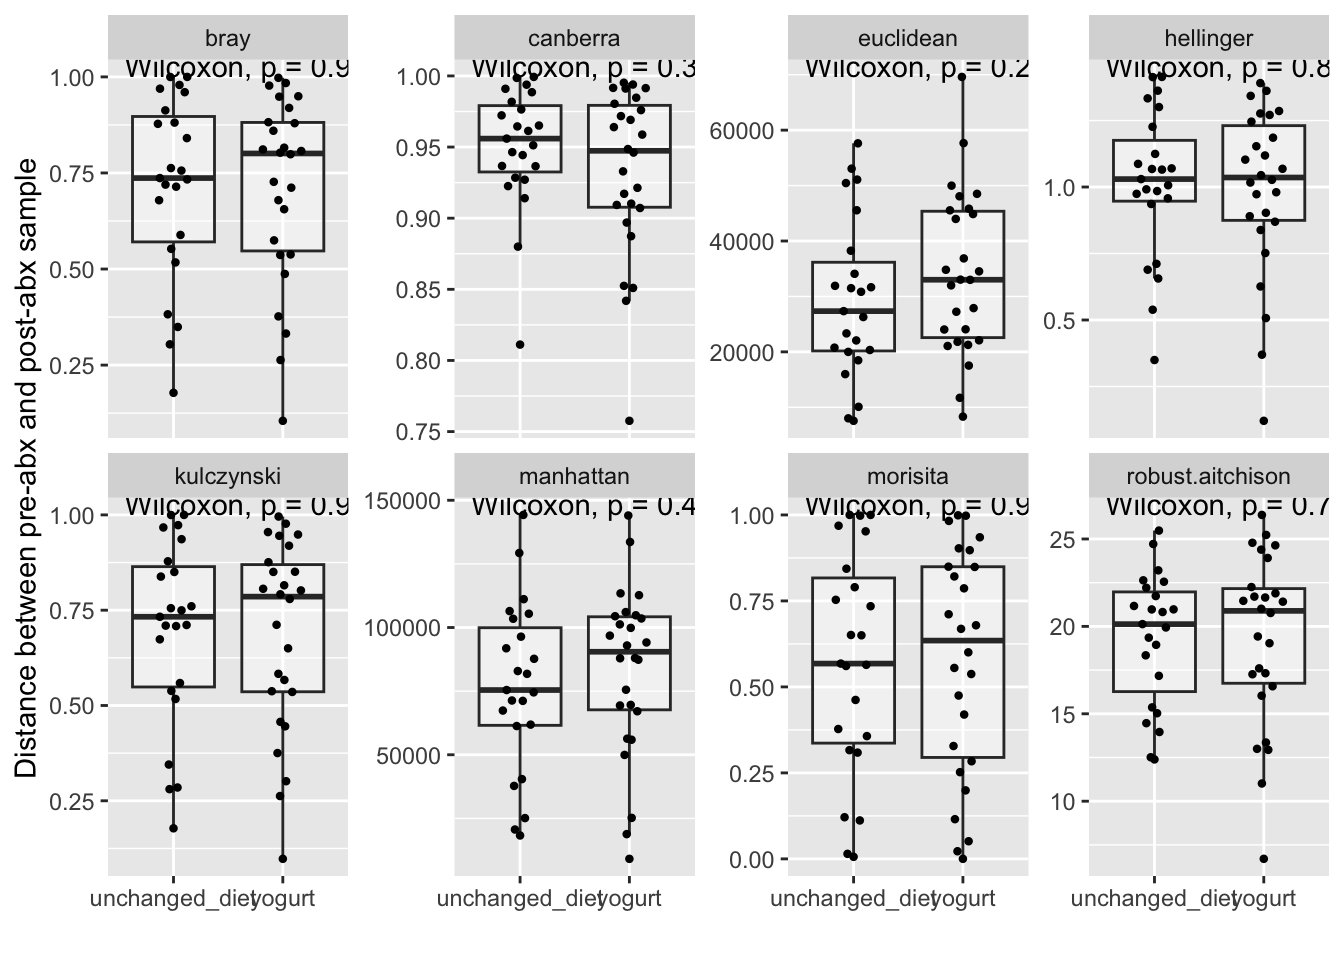 Distance between pre-abx and post-abx sample
bray
canberra
euclidean
hellinger
Wilcoxon, p = 0.9
Wilcoxon, p = 0.3
Wilcoxon, p = 0.2
Wilcoxon, p = 0.8
1.00
0.75
0.50
0.25
1.00
0.95
0.90
0.85
0.80
0.75
60000
40000
20000
1.0
0.5
kulczynski
manhattan
morisita
robust.aitchison
Wilcoxon, p = 0.9
Wilcoxon, p = 0.4
Wilcoxon, p = 0.9
Wilcoxon, p = 0.7
1.00
0.75
0.50
0.25
150000
100000
50000
1.00
0.75
0.50
0.25
0.00
25
20
15
10
unchanged_diet yogurt
unchanged_diet yogurt
unchanged_diet yogurt
unchanged_diet yogurt